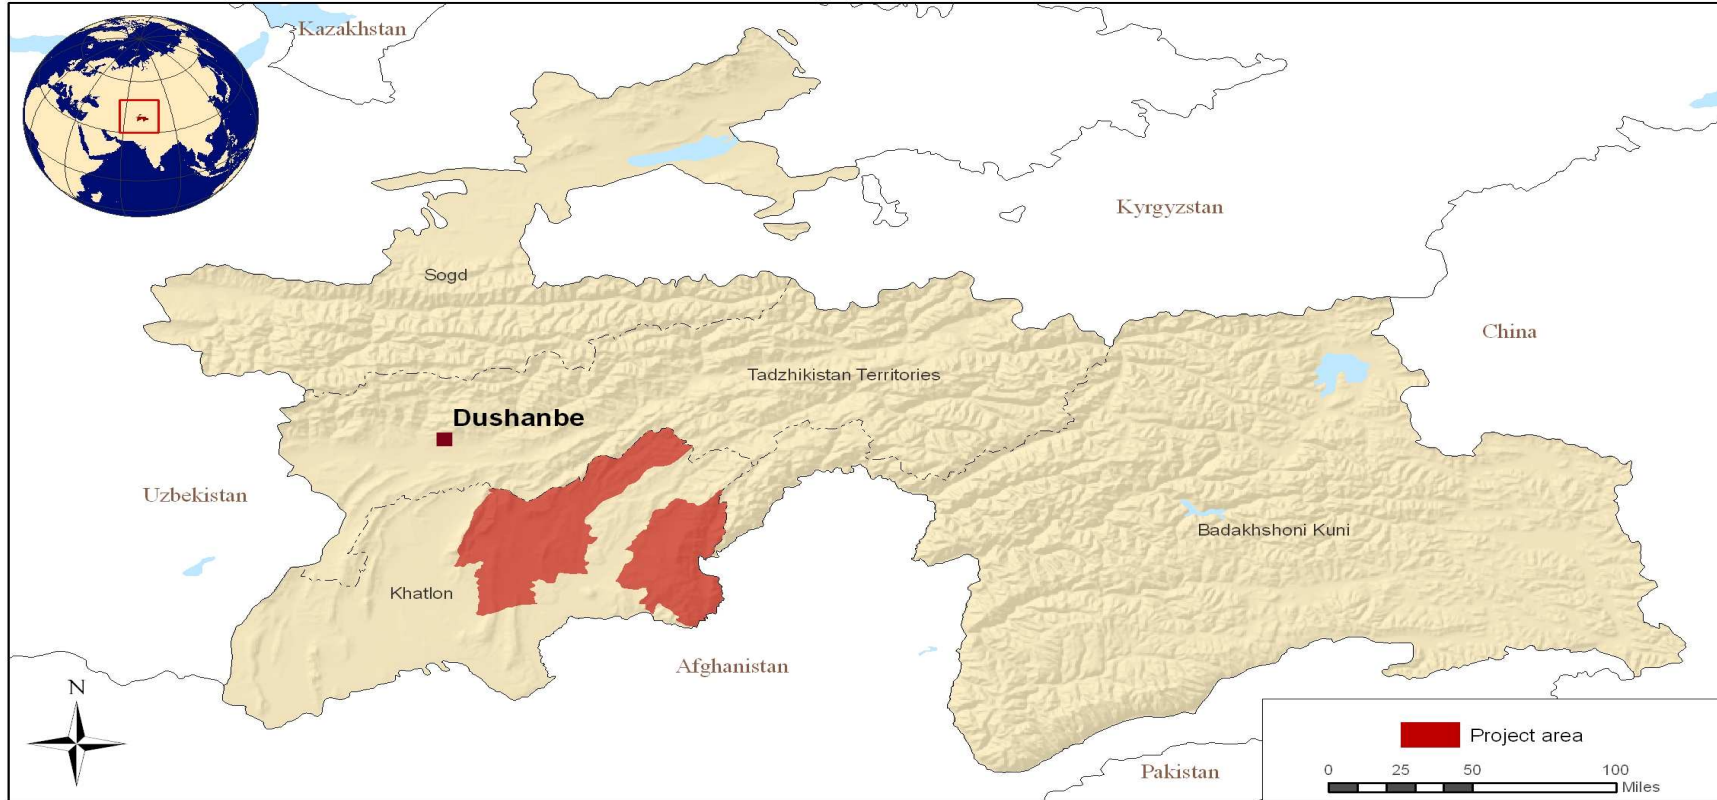 Kazakhstan
Kyrgyzstan
Sogd
China
Tadzhikistan Territories
Dushanbe
Uzbekistan
Badakhshoni Kuni
Khatlon
Afghanistan
N
Project area
Pakistan
0 25 50 100
Miles